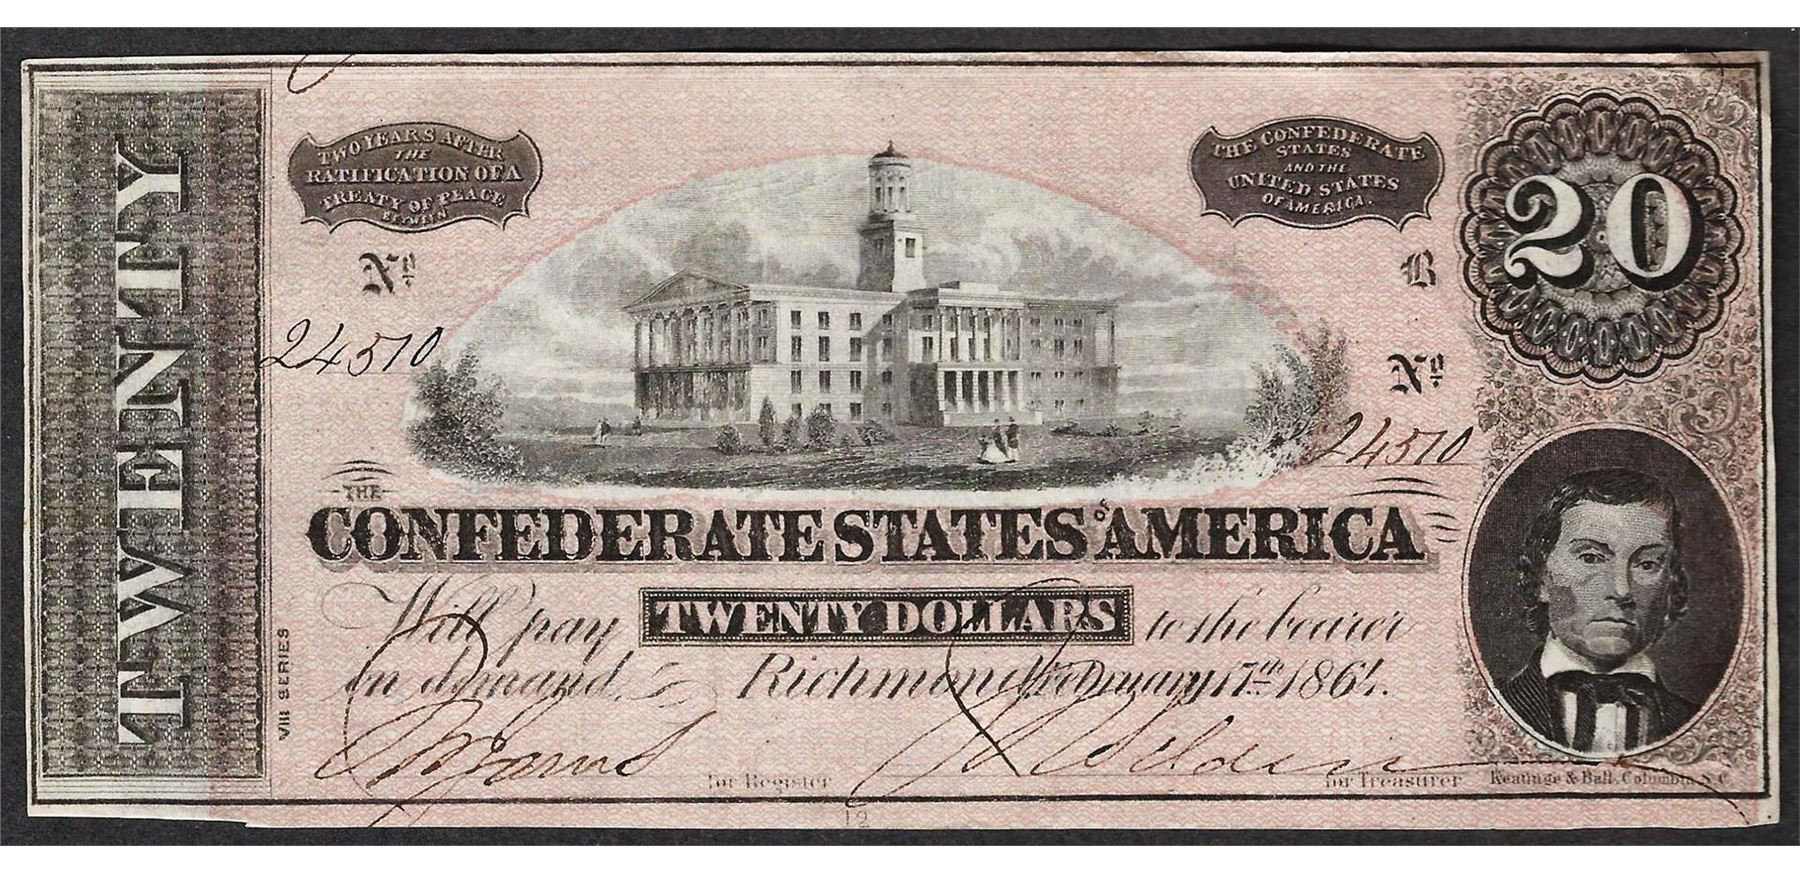 TWENTY
TWO YEARS AFTER
THE
RATIFICATION OF A
TREATY OF PEACE
BETWEEN
THE CONFEDERATE
STATES
AND THE
UNITED STATES
OF AMERICA.
20
No
24510
B
No
24510
THE
CONFEDERATE STATES OF AMERICA
Will pay TWENTY DOLLARS to the bearer
on demand. Richmond February 17th 1864.
VIII SERIES
for Register
for Treasurer
Keatinge & Ball, Columbia, S.C.
12